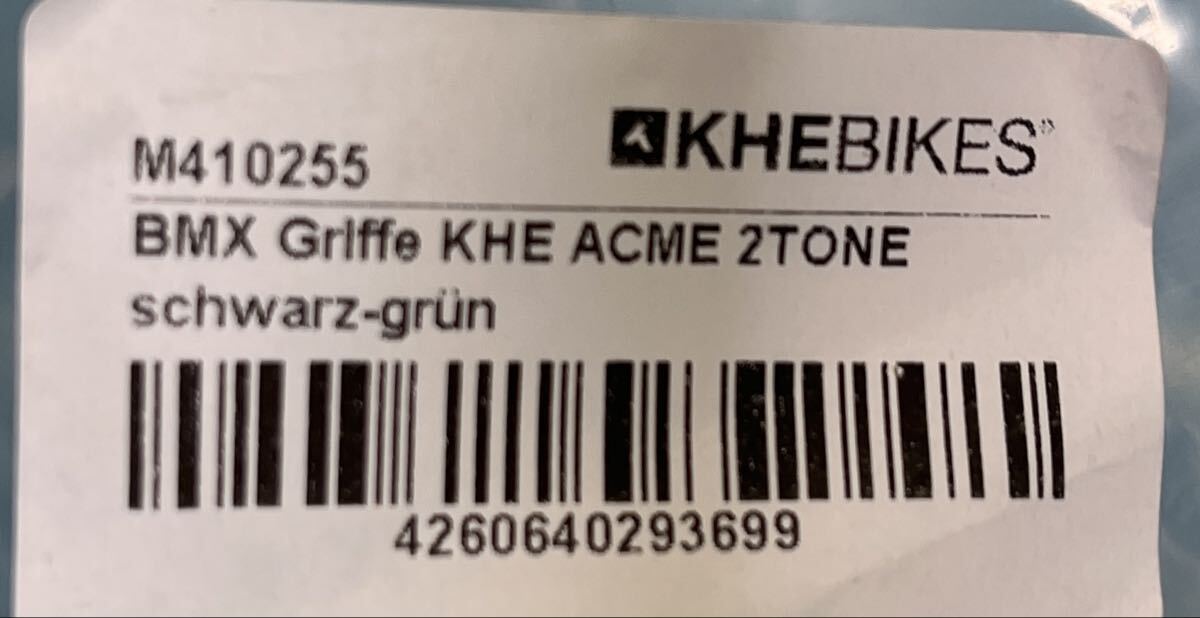 M410255
KHEBIKES®
BMX Griffe KHE ACME 2TONE
schwarz-grün
4260640293699